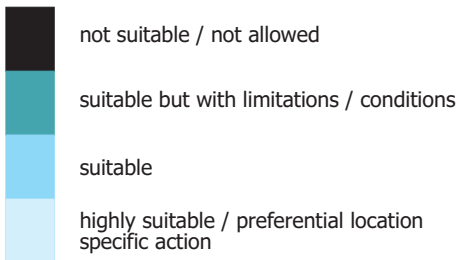 not suitable / not allowed
suitable but with limitations / conditions
suitable
highly suitable / preferential location
specific action